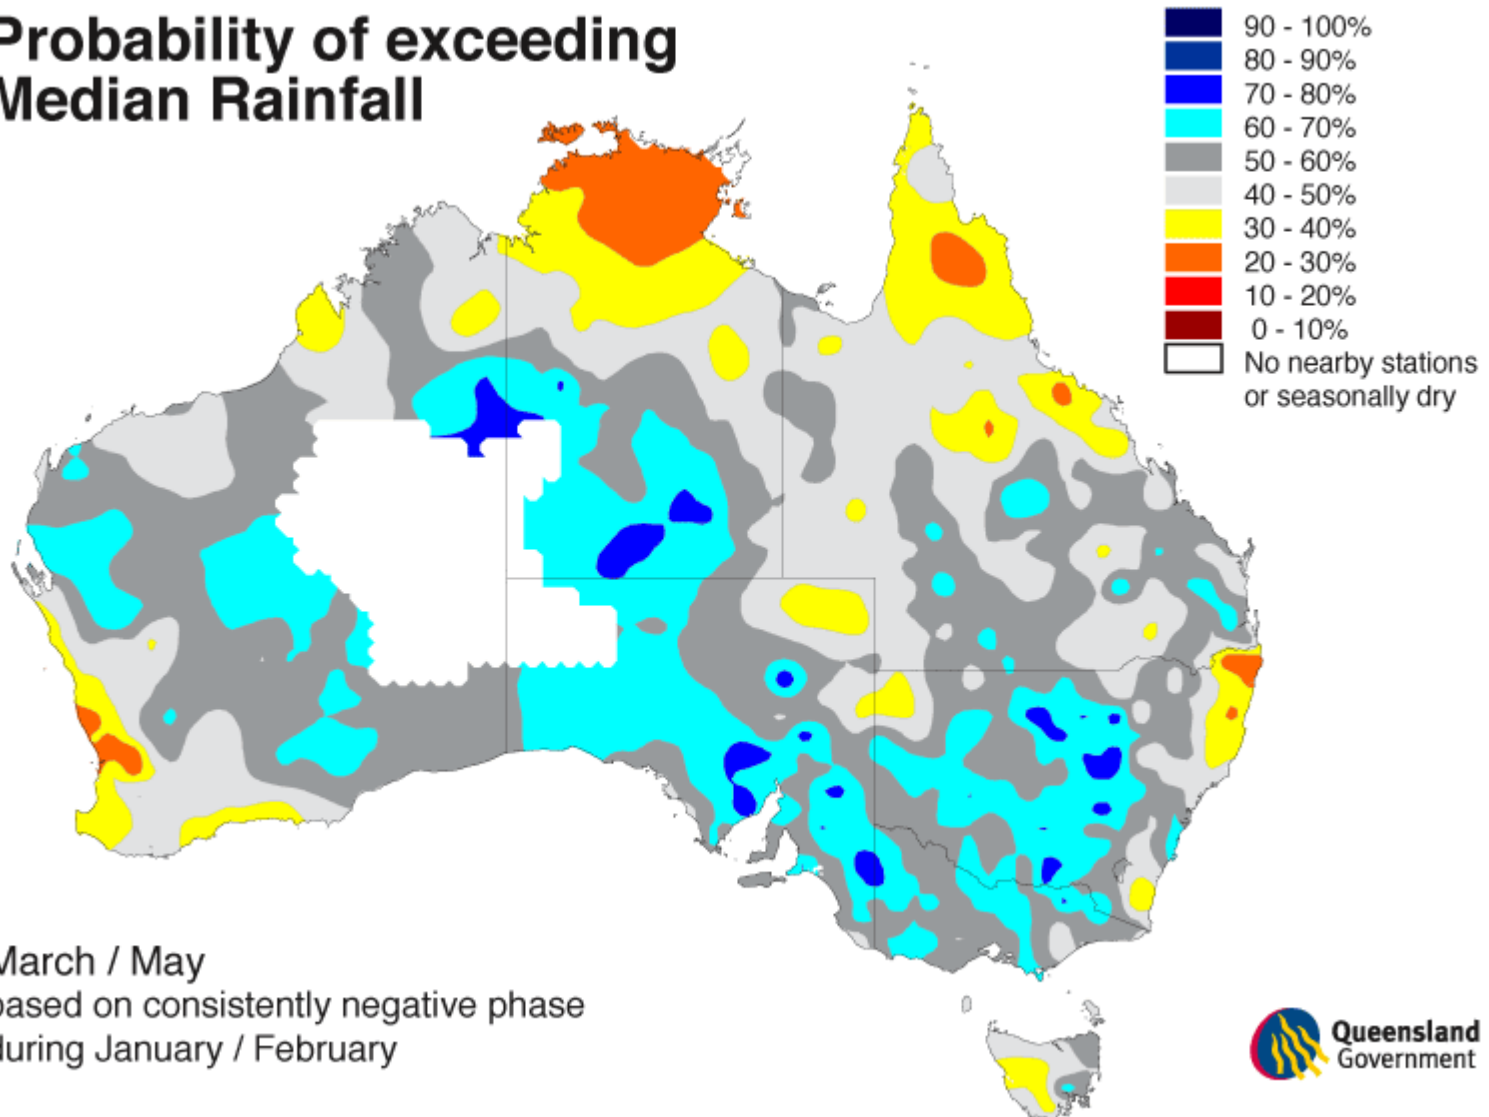 Probability of exceeding
Median Rainfall
90 - 100%
80 - 90%
70 - 80%
60 - 70%
50 - 60%
40 - 50%
30 - 40%
20 - 30%
10 - 20%
0 - 10%
No nearby stations
or seasonally dry
March / May
based on consistently negative phase
during January / February
Queensland
Government